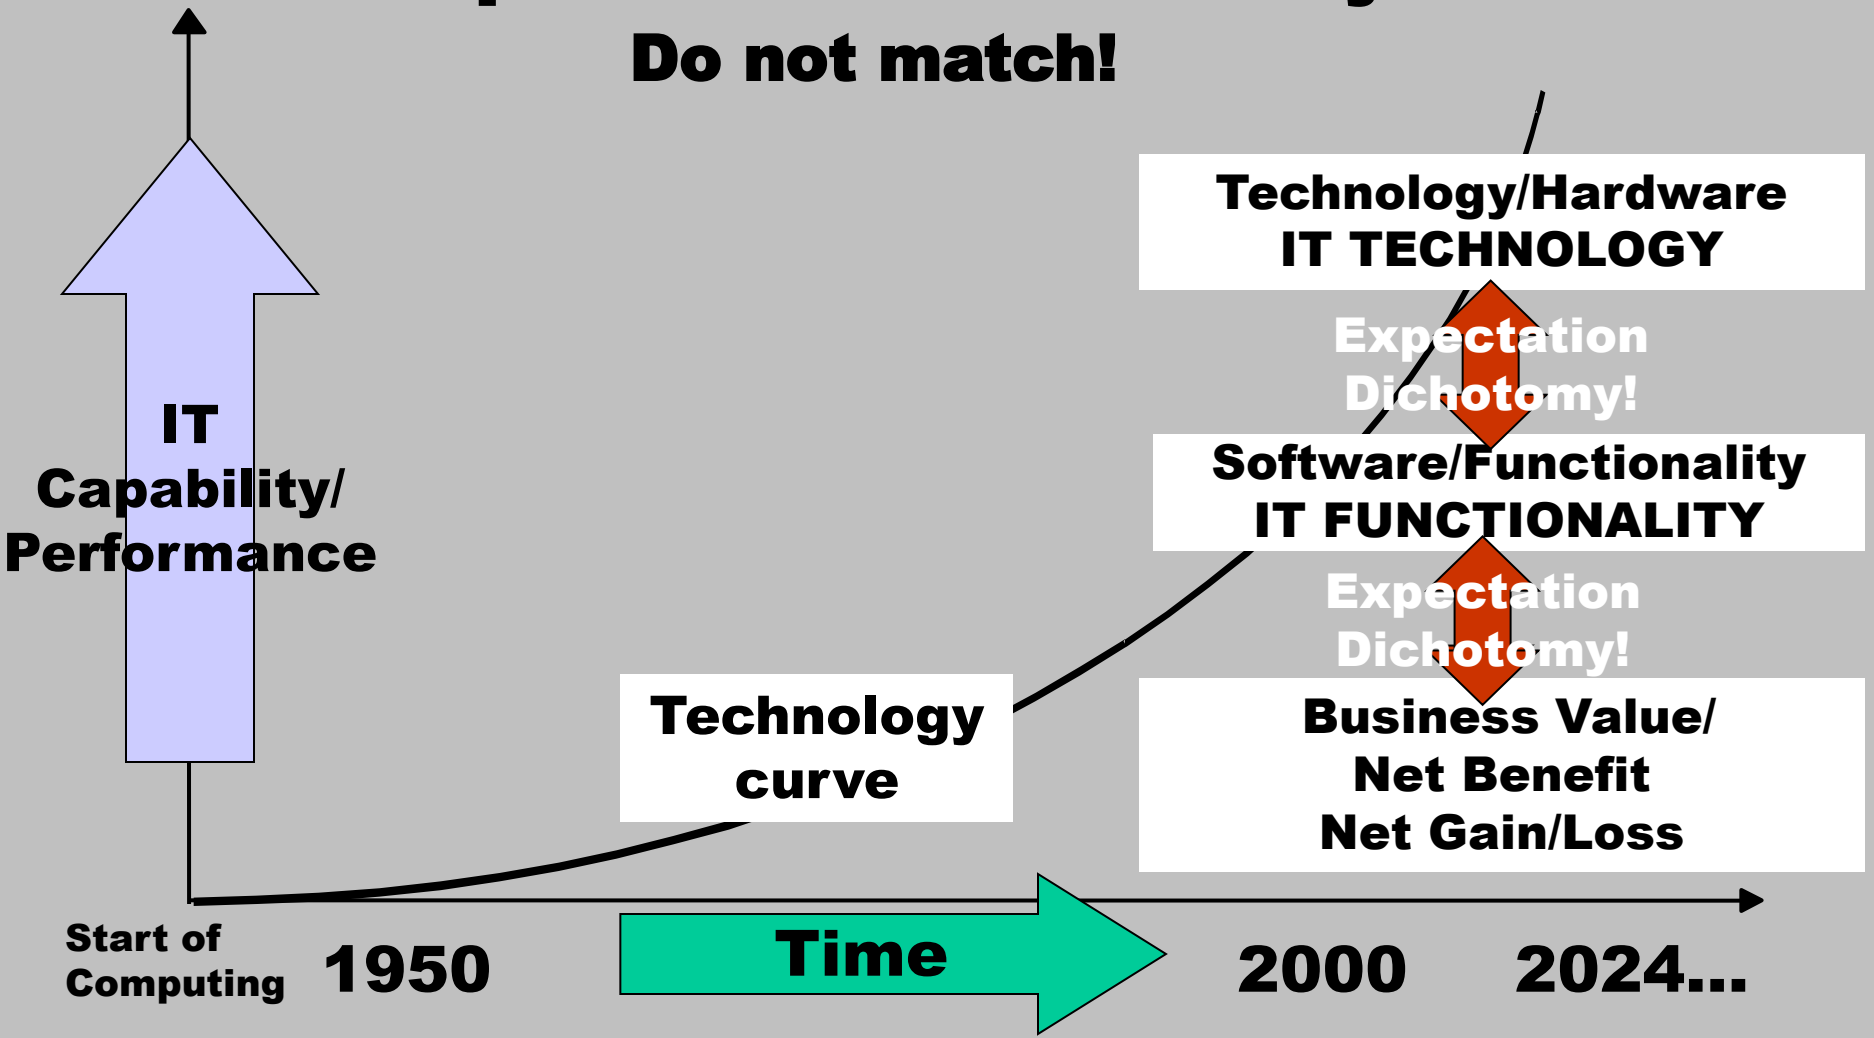 Do not match!
Technology/Hardware
IT TECHNOLOGY
Expectation
Dichotomy!
Software/Functionality
IT FUNCTIONALITY
Expectation
Dichotomy!
Business Value/
Net Benefit
Net Gain/Loss
IT
Capability/
Performance
Technology
curve
Start of
Computing
1950
Time
2000
2024...